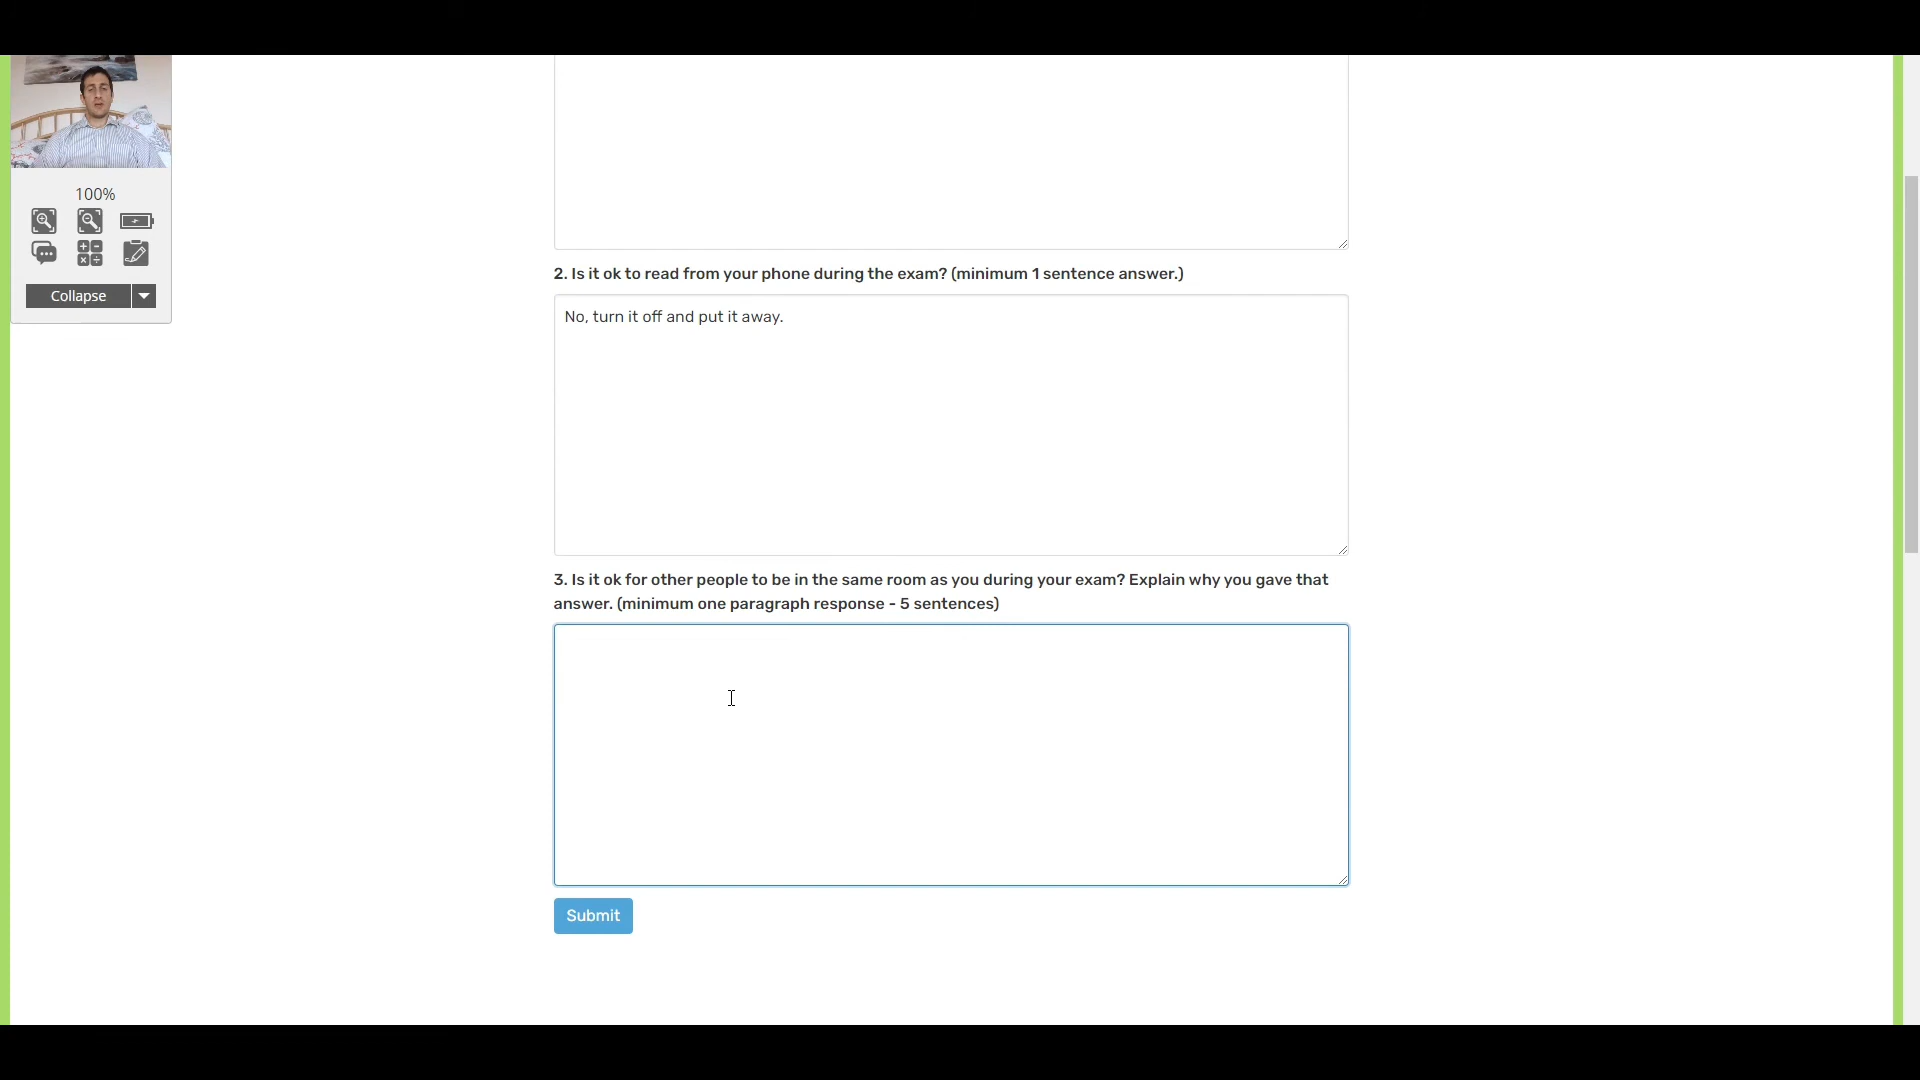 100%
Collapse
2. Is it ok to read from your phone during the exam? (minimum 1 sentence answer.)
No, turn it off and put it away.
3. Is it ok for other people to be in the same room as you during your exam? Explain why you gave that
answer. (minimum one paragraph response - 5 sentences)
Submit